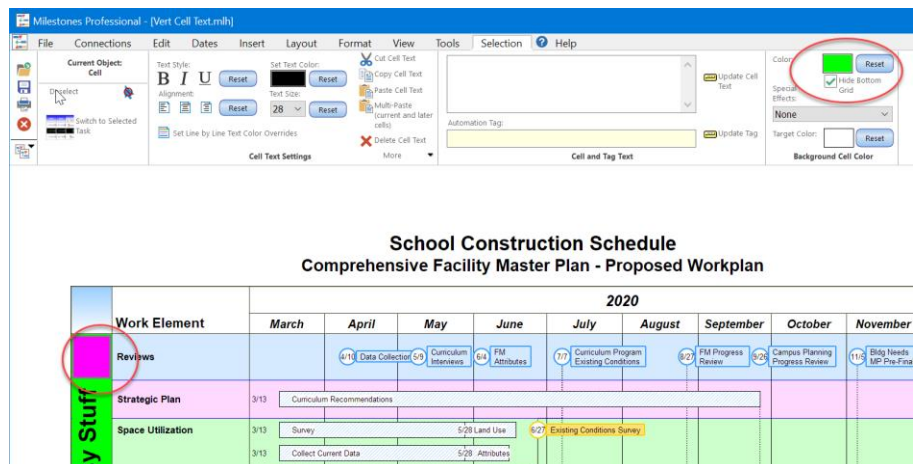 Milestones Professional - [Vert Cell Text.mlh]
File Connections Edit Dates Insert Layout Format View Tools Selection Help
Current Object:
Cell
Deselect
Switch to Selected
Task
Text Style:
B I U Reset
Alignment:
Reset
Set Line by Line Text Color Overrides
Set Text Color:
Reset
Text Size:
28 Reset
Cell Text Settings
Cut Cell Text
Copy Cell Text
Paste Cell Text
Multi-Paste
(current and later
cells)
Delete Cell Text
More
Update Cell
Text
Automation Tag:
Update Tag
Cell and Tag Text
Color:
Reset
Hide Bottom
Grid
Special
Effects:
None
Target Color:
Reset
Background Cell Color
School Construction Schedule
Comprehensive Facility Master Plan - Proposed Workplan
2020
Work Element March April May June July August September October November
Reviews
4/10 Data Collection
5/9 Curriculum
Interviews
6/4 FM
Attributes
7/7 Curriculum Program
Existing Conditions
8/27 FM Progress
Review
9/26 Campus Planning
Progress Review
11/5 Bldg Needs
MP Pre-Fina
y Stuff
Strategic Plan 3/13 Curriculum Recommendations
Space Utilization 3/13 Survey 5/28 Land Use 6/27 Existing Conditions Survey
3/13 Collect Current Data 5/28 Attributes